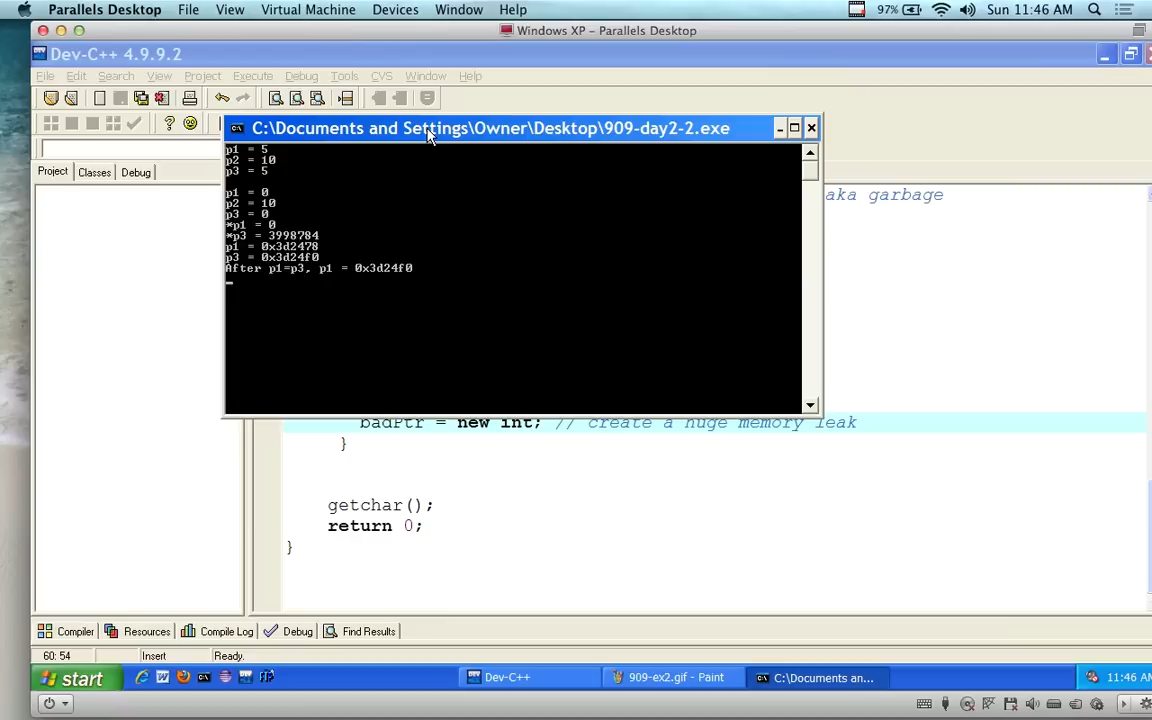 Parallels Desktop File View Virtual Machine Devices Window Help 97% Sun 11:46 AM
Windows XP – Parallels Desktop
Dev-C++ 4.9.9.2
File Edit Search View Project Execute Debug Tools CVS Window Help
C:\Documents and Settings\Owner\Desktop\909-day2-2.exe
p1 = 5
p2 = 10
p3 = 5
p1 = 0
p2 = 10
p3 = 0
*p1 = 0
*p3 = 3998784
p1 = 0x3d2478
p3 = 0x3d24f0
After p1=p3, p1 = 0x3d24f0
Project Classes Debug
aka garbage
badPtr = new int; // create a huge memory leak
}
getchar();
return 0;
}
Compiler Resources Compile Log Debug Find Results
60: 54 Insert Ready.
start Dev-C++ 909-ex2.gif - Paint C:\Documents an... 11:46 AM